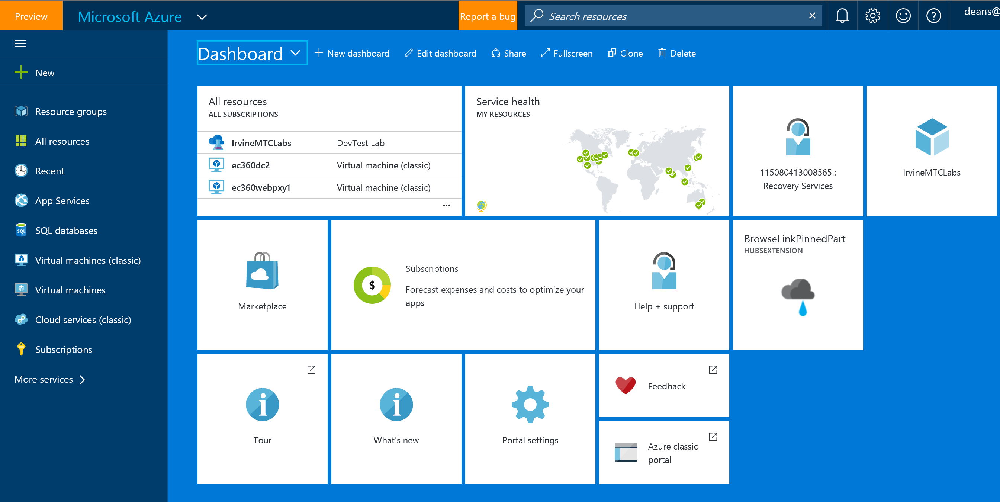 Preview
Microsoft Azure
Report a bug
Search resources
deans@
Dashboard
New dashboard
Edit dashboard
Share
Fullscreen
Clone
Delete
New
Resource groups
All resources
Recent
App Services
SQL
SQL databases
Virtual machines (classic)
Virtual machines
Cloud services (classic)
Subscriptions
More services
All resources
ALL SUBSCRIPTIONS
IrvineMTCLabs DevTest Lab
ec360dc2 Virtual machine (classic)
ec360webpxy1 Virtual machine (classic)
...
Service health
MY RESOURCES
115080413008565 :
Recovery Services
IrvineMTCLabs
Marketplace
$
Subscriptions
Forecast expenses and costs to optimize your
apps
Help + support
BrowseLinkPinnedPart
HUBSEXTENSION
Tour
What's new
Portal settings
Feedback
Azure classic
portal